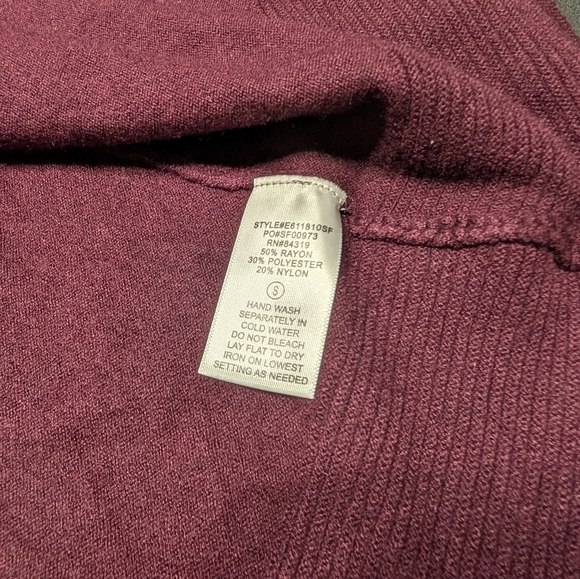 STYLE#E611810SF
PO#SF00973
RN#84319
50% RAYON
30% POLYESTER
20% NYLON
S
HAND WASH
SEPARATELY IN
COLD WATER
DO NOT BLEACH
LAY FLAT TO DRY
IRON ON LOWEST
SETTING AS NEEDED